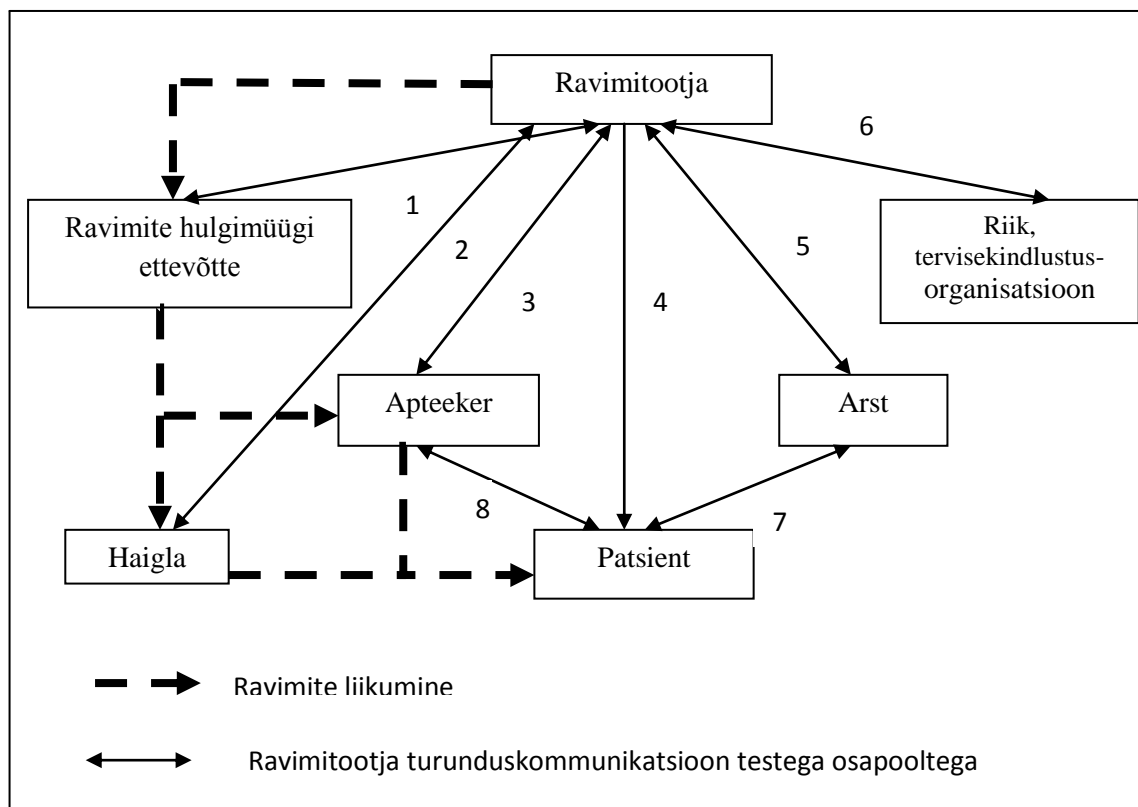 Ravimitootja
6
1
Ravimite hulgimüügi
ettevõtte
2
5
Riik,
tervisekindlustus-
organisatsioon
3
4
Apteeker
Arst
8
7
Haigla
Patsient
Ravimite liikumine
Ravimitootja turunduskommunikatsioon testega osapooltega